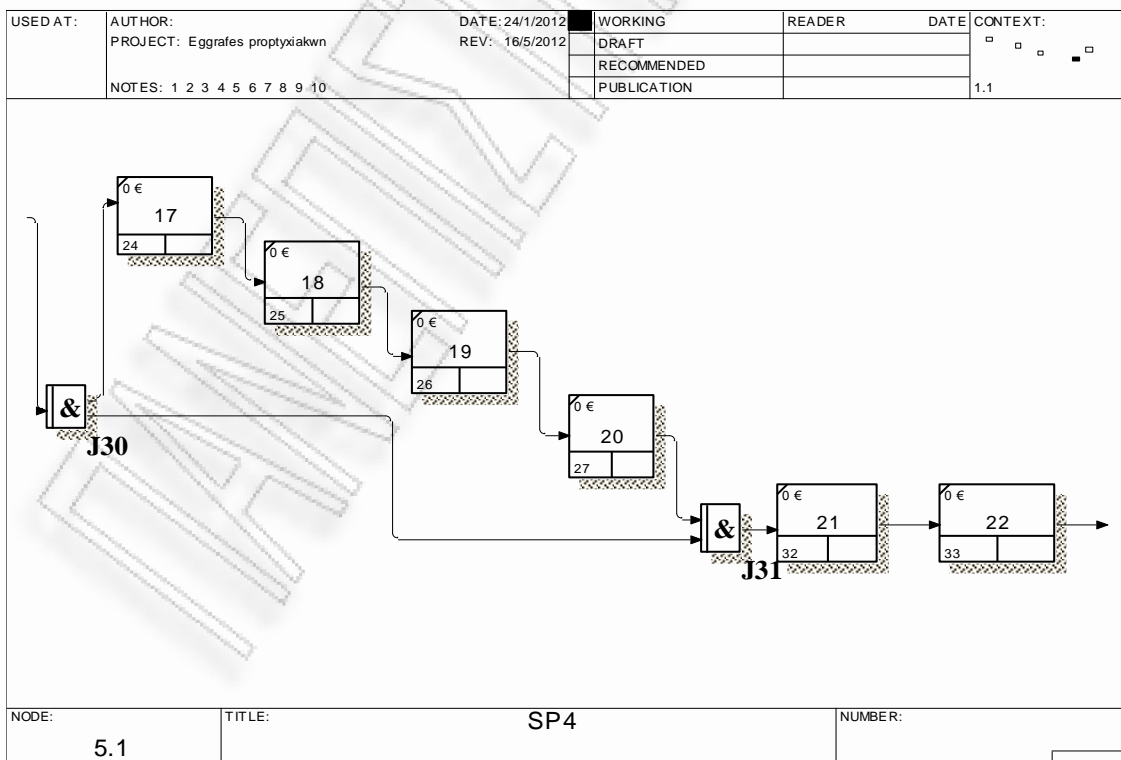 USED AT:
AUTHOR:
DATE: 24/1/2012
WORKING
READER
DATE
CONTEXT:
PROJECT: Eggrafes proptyxiakwn
REV: 16/5/2012
DRAFT
RECOMMENDED
NOTES: 1 2 3 4 5 6 7 8 9 10
PUBLICATION
1.1
0 €
17
24
0 €
18
25
0 €
19
26
&
J30
0 €
20
27
&
J31
0 €
21
32
0 €
22
33
NODE:
TITLE:
SP4
NUMBER:
5.1